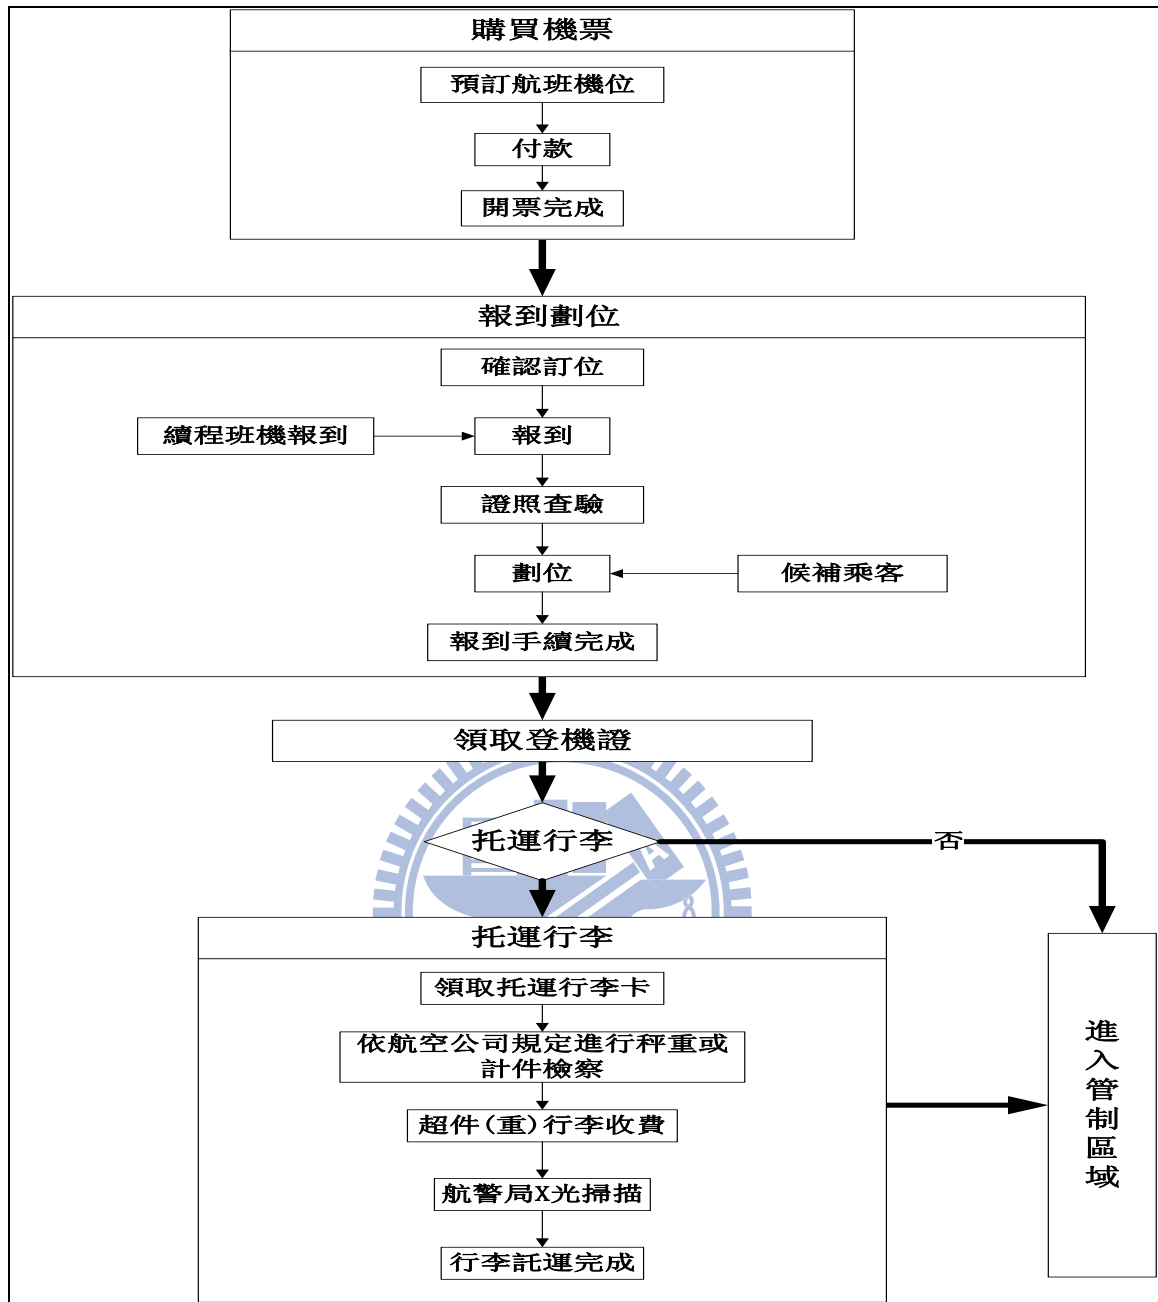 購買機票
預訂航班機位
付款
開票完成
報到劃位
確認訂位
續程班機報到
報到
證照查驗
劃位
候補乘客
報到手續完成
領取登機證
托運行李
否
托運行李
領取托運行李卡
依航空公司規定進行秤重或
計件檢察
超件(重)行李收費
航警局X光掃描
行李託運完成
進入管制區域